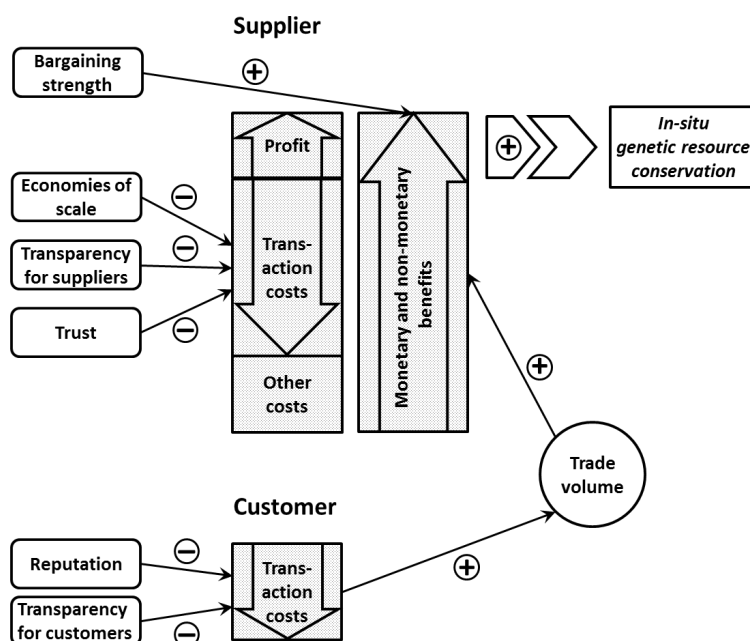 Supplier
Bargaining
strength
+
Profit
In-situ
genetic resource
conservation
+
Economies of
scale
−
Transparency
for suppliers
−
Trust
−
Trans-
action
costs
Monetary and non-monetary
benefits
Other
costs
+
Trade
volume
Customer
Reputation
−
Transparency
for customers
−
Trans-
action
costs
+